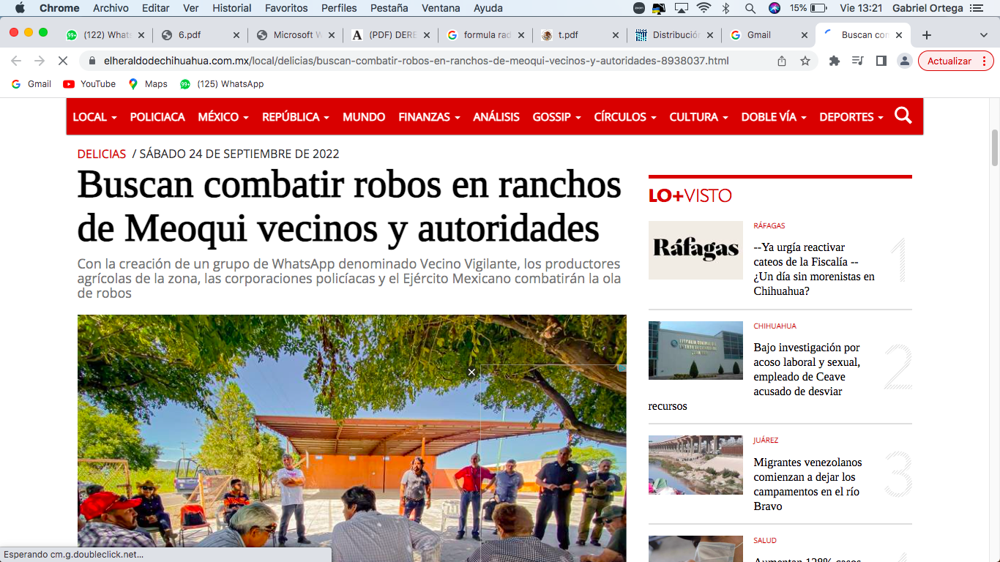 Chrome Archivo Editar Ver Historial Favoritos Perfiles Pestaña Ventana Ayuda 15% Vie 13:21 Gabriel Ortega
(122) Whats 6.pdf Microsoft W (PDF) DERE formula rad t.pdf Distribución Gmail Buscan con
elheraldodechihuahua.com.mx/local/delicias/buscan-combatir-robos-en-ranchos-de-meoqui-vecinos-y-autoridades-8938037.html Actualizar
Gmail YouTube Maps (125) WhatsApp
LOCAL POLICIACA MÉXICO REPÚBLICA MUNDO FINANZAS ANÁLISIS GOSSIP CÍRCULOS CULTURA DOBLE VÍA DEPORTES
DELICIAS / SÁBADO 24 DE SEPTIEMBRE DE 2022
Buscan combatir robos en ranchos
de Meoqui vecinos y autoridades
Con la creación de un grupo de WhatsApp denominado Vecino Vigilante, los productores
agrícolas de la zona, las corporaciones policíacas y el Ejército Mexicano combatirán la ola
de robos
LO+VISTO
Ráfagas
RÁFAGAS
--Ya urgía reactivar
cateos de la Fiscalía --
¿Un día sin morenistas en
Chihuahua?
1
CHIHUAHUA
Bajo investigación por
acoso laboral y sexual,
empleado de Ceave
acusado de desviar
recursos
2
JUÁREZ
Migrantes venezolanos
comienzan a dejar los
campamentos en el río
Bravo
3
SALUD
Aumentan 128% casos
Esperando cm.g.doubleclick.net...